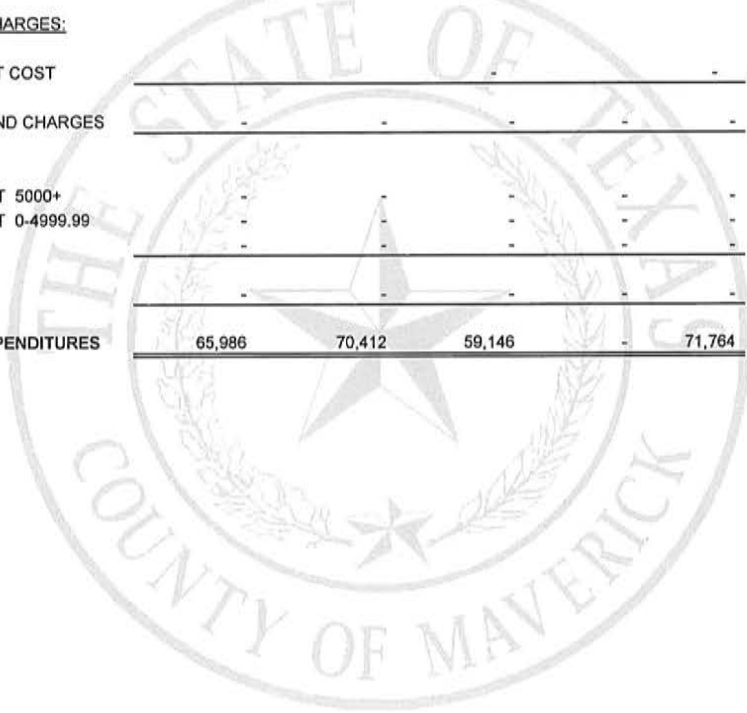 HARGES:
T COST - -
ND CHARGES - - - - -
T 5000+ - - - - -
T 0-4999.99 - - - - -
- - - - -
- - - - -
PENDITURES 65,986 70,412 59,146 - 71,764
THE STATE OF TEXAS
COUNTY OF MAVERICK